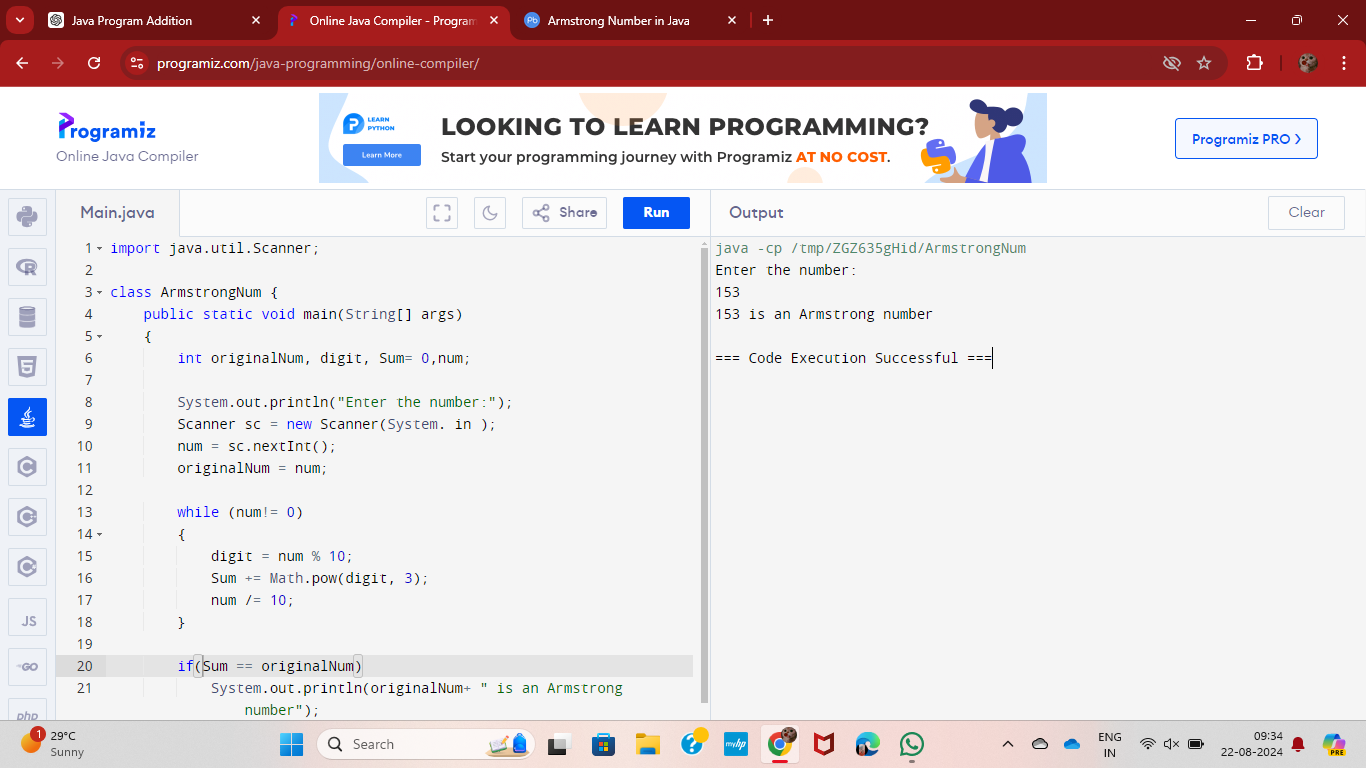 Java Program Addition
Online Java Compiler - Program
Armstrong Number in Java
programiz.com/java-programming/online-compiler/
Programiz
Online Java Compiler
LEARN
PYTHON
Learn More
LOOKING TO LEARN PROGRAMMING?
Start your programming journey with Programiz AT NO COST.
Programiz PRO >
Main.java
Share
Run
Output
Clear
1 import java.util.Scanner;
2
3 class ArmstrongNum {
4 public static void main(String[] args)
5 {
6 int originalNum, digit, Sum= 0,num;
7
8 System.out.println("Enter the number:");
9 Scanner sc = new Scanner(System. in );
10 num = sc.nextInt();
11 originalNum = num;
12
13 while (num!= 0)
14 {
15 digit = num % 10;
16 Sum += Math.pow(digit, 3);
17 num /= 10;
18 }
19
20 if(Sum == originalNum)
21 System.out.println(originalNum+ " is an Armstrong
number");
java -cp /tmp/ZGZ635gHid/ArmstrongNum
Enter the number:
153
153 is an Armstrong number
=== Code Execution Successful ===
JS
GO
php
1
29°C
Sunny
Search
myhp
ENG
IN
09:34
22-08-2024
PRE